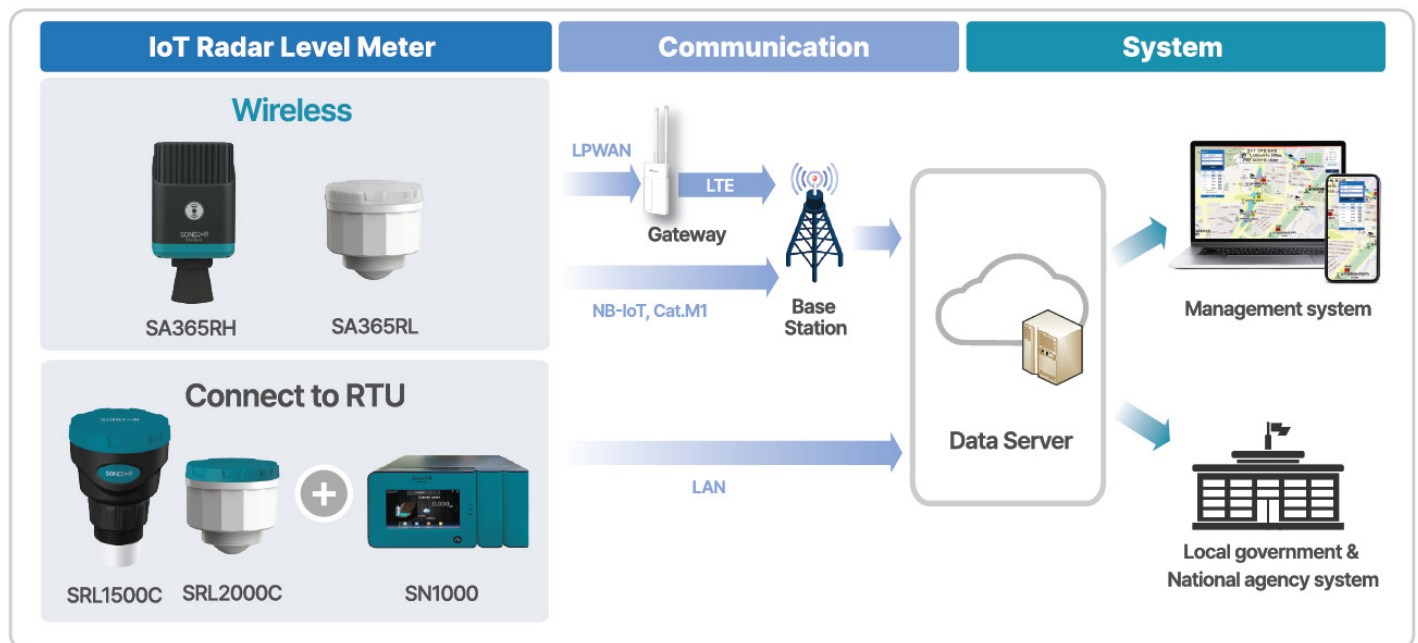 IoT Radar Level Meter
Communication
System
Wireless
SA365RH
SA365RL
LPWAN
LTE
Gateway
NB-IoT, Cat.M1
Base
Station
Connect to RTU
SRL1500C
SRL2000C
SN1000
LAN
Data Server
Management system
Local government &
National agency system